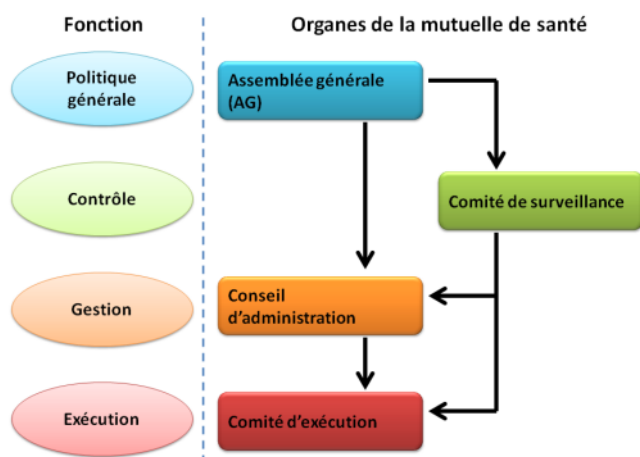 Fonction
Organes de la mutuelle de santé
Politique
générale
Assemblée générale
(AG)
Contrôle
Comité de surveillance
Gestion
Conseil
d'administration
Exécution
Comité d'exécution